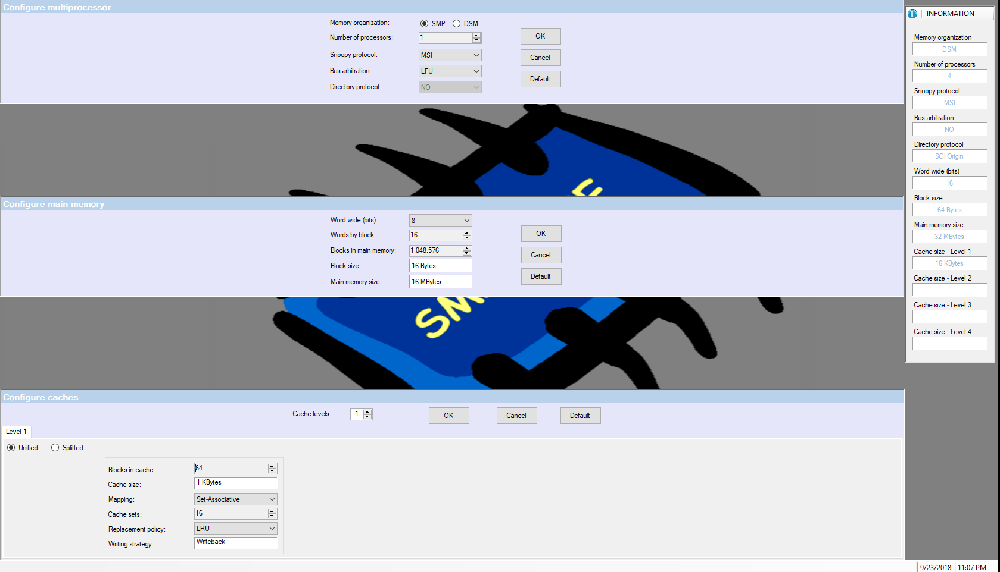 Configure multiprocessor
Memory organization: SMP DSM
Number of processors: 1
Snoopy protocol: MSI
Bus arbitration: LFU
Directory protocol: NO
OK
Cancel
Default
Configure main memory
Word wide (bits): 8
Words by block: 16
Blocks in main memory: 1,048,576
Block size: 16 Bytes
Main memory size: 16 MBytes
OK
Cancel
Default
Configure caches
Cache levels 1 OK Cancel Default
Level 1
Unified Splitted
Blocks in cache: 64
Cache size: 1 KBytes
Mapping: Set-Associative
Cache sets: 16
Replacement policy: LRU
Writing strategy: Writeback
INFORMATION
Memory organization
DSM
Number of processors
4
Snoopy protocol
MSI
Bus arbitration
NO
Directory protocol
SGI Origin
Word wide (bits)
16
Block size
64 Bytes
Main memory size
32 MBytes
Cache size - Level 1
16 KBytes
Cache size - Level 2
Cache size - Level 3
Cache size - Level 4
9/23/2018 11:07 PM